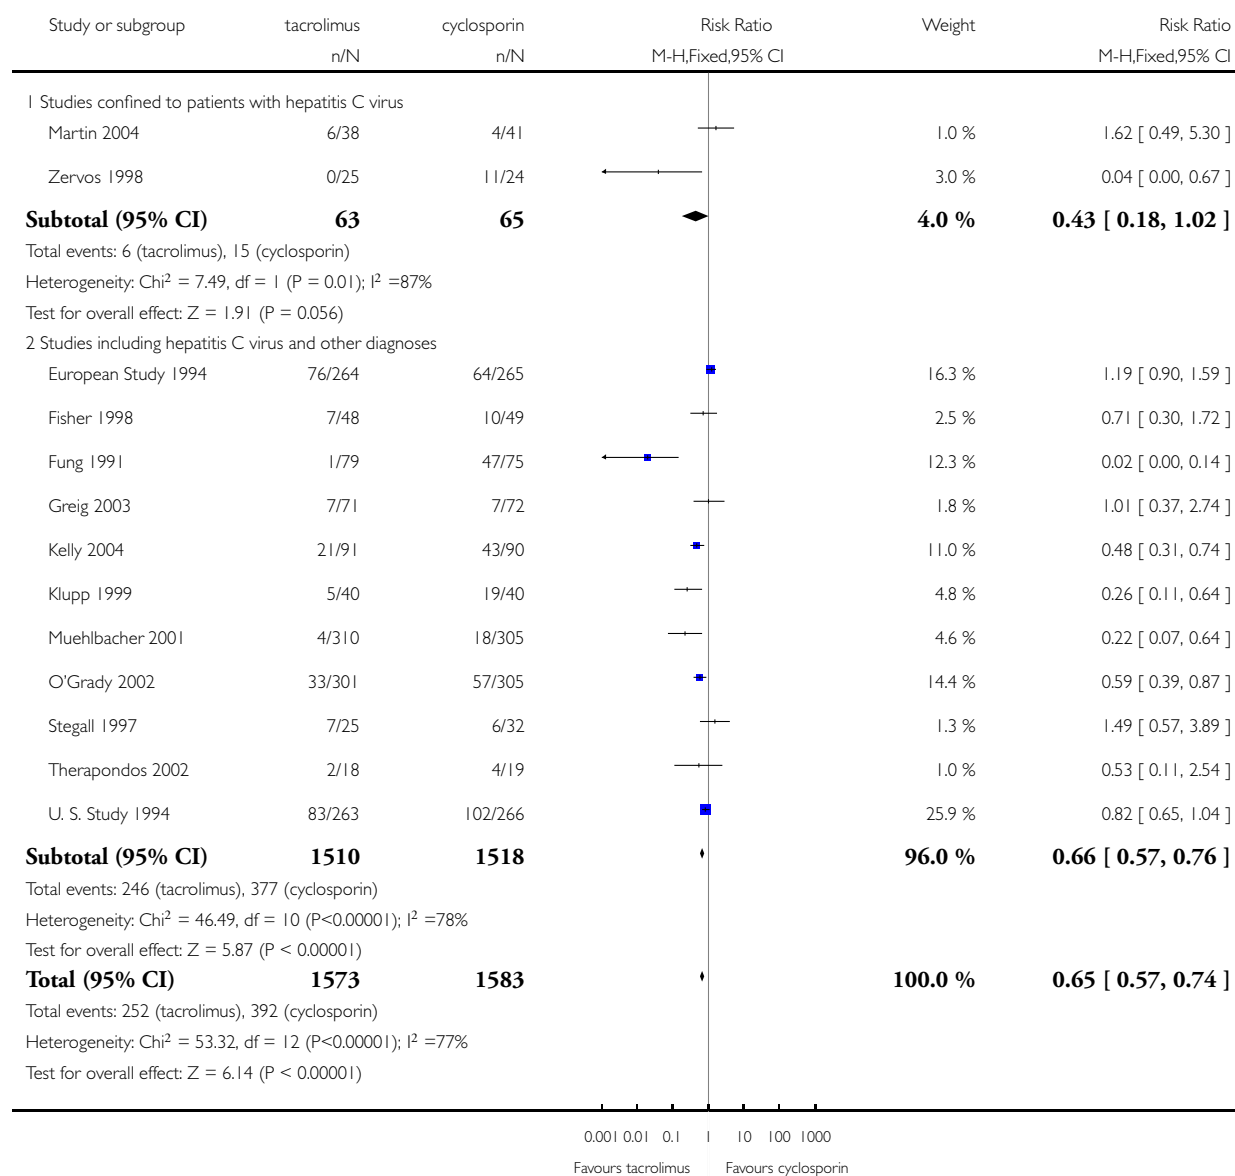 Study or subgroup tacrolimus cyclosporin Risk Ratio Weight Risk Ratio
n/N n/N M-H,Fixed,95% CI M-H,Fixed,95% CI
1 Studies confined to patients with hepatitis C virus
Martin 2004 6/38 4/41 1.0 % 1.62 [ 0.49, 5.30 ]
Zervos 1998 0/25 11/24 3.0 % 0.04 [ 0.00, 0.67 ]
Subtotal (95% CI) 63 65 4.0 % 0.43 [ 0.18, 1.02 ]
Total events: 6 (tacrolimus), 15 (cyclosporin)
Heterogeneity: Chi² = 7.49, df = 1 (P = 0.01); I² =87%
Test for overall effect: Z = 1.91 (P = 0.056)
2 Studies including hepatitis C virus and other diagnoses
European Study 1994 76/264 64/265 16.3 % 1.19 [ 0.90, 1.59 ]
Fisher 1998 7/48 10/49 2.5 % 0.71 [ 0.30, 1.72 ]
Fung 1991 1/79 47/75 12.3 % 0.02 [ 0.00, 0.14 ]
Greig 2003 7/71 7/72 1.8 % 1.01 [ 0.37, 2.74 ]
Kelly 2004 21/91 43/90 11.0 % 0.48 [ 0.31, 0.74 ]
Klupp 1999 5/40 19/40 4.8 % 0.26 [ 0.11, 0.64 ]
Muehlbacher 2001 4/310 18/305 4.6 % 0.22 [ 0.07, 0.64 ]
O'Grady 2002 33/301 57/305 14.4 % 0.59 [ 0.39, 0.87 ]
Stegall 1997 7/25 6/32 1.3 % 1.49 [ 0.57, 3.89 ]
Therapondos 2002 2/18 4/19 1.0 % 0.53 [ 0.11, 2.54 ]
U. S. Study 1994 83/263 102/266 25.9 % 0.82 [ 0.65, 1.04 ]
Subtotal (95% CI) 1510 1518 96.0 % 0.66 [ 0.57, 0.76 ]
Total events: 246 (tacrolimus), 377 (cyclosporin)
Heterogeneity: Chi² = 46.49, df = 10 (P<0.00001); I² =78%
Test for overall effect: Z = 5.87 (P < 0.00001)
Total (95% CI) 1573 1583 100.0 % 0.65 [ 0.57, 0.74 ]
Total events: 252 (tacrolimus), 392 (cyclosporin)
Heterogeneity: Chi² = 53.32, df = 12 (P<0.00001); I² =77%
Test for overall effect: Z = 6.14 (P < 0.00001)
0.001 0.01 0.1 1 10 100 1000
Favours tacrolimus Favours cyclosporin